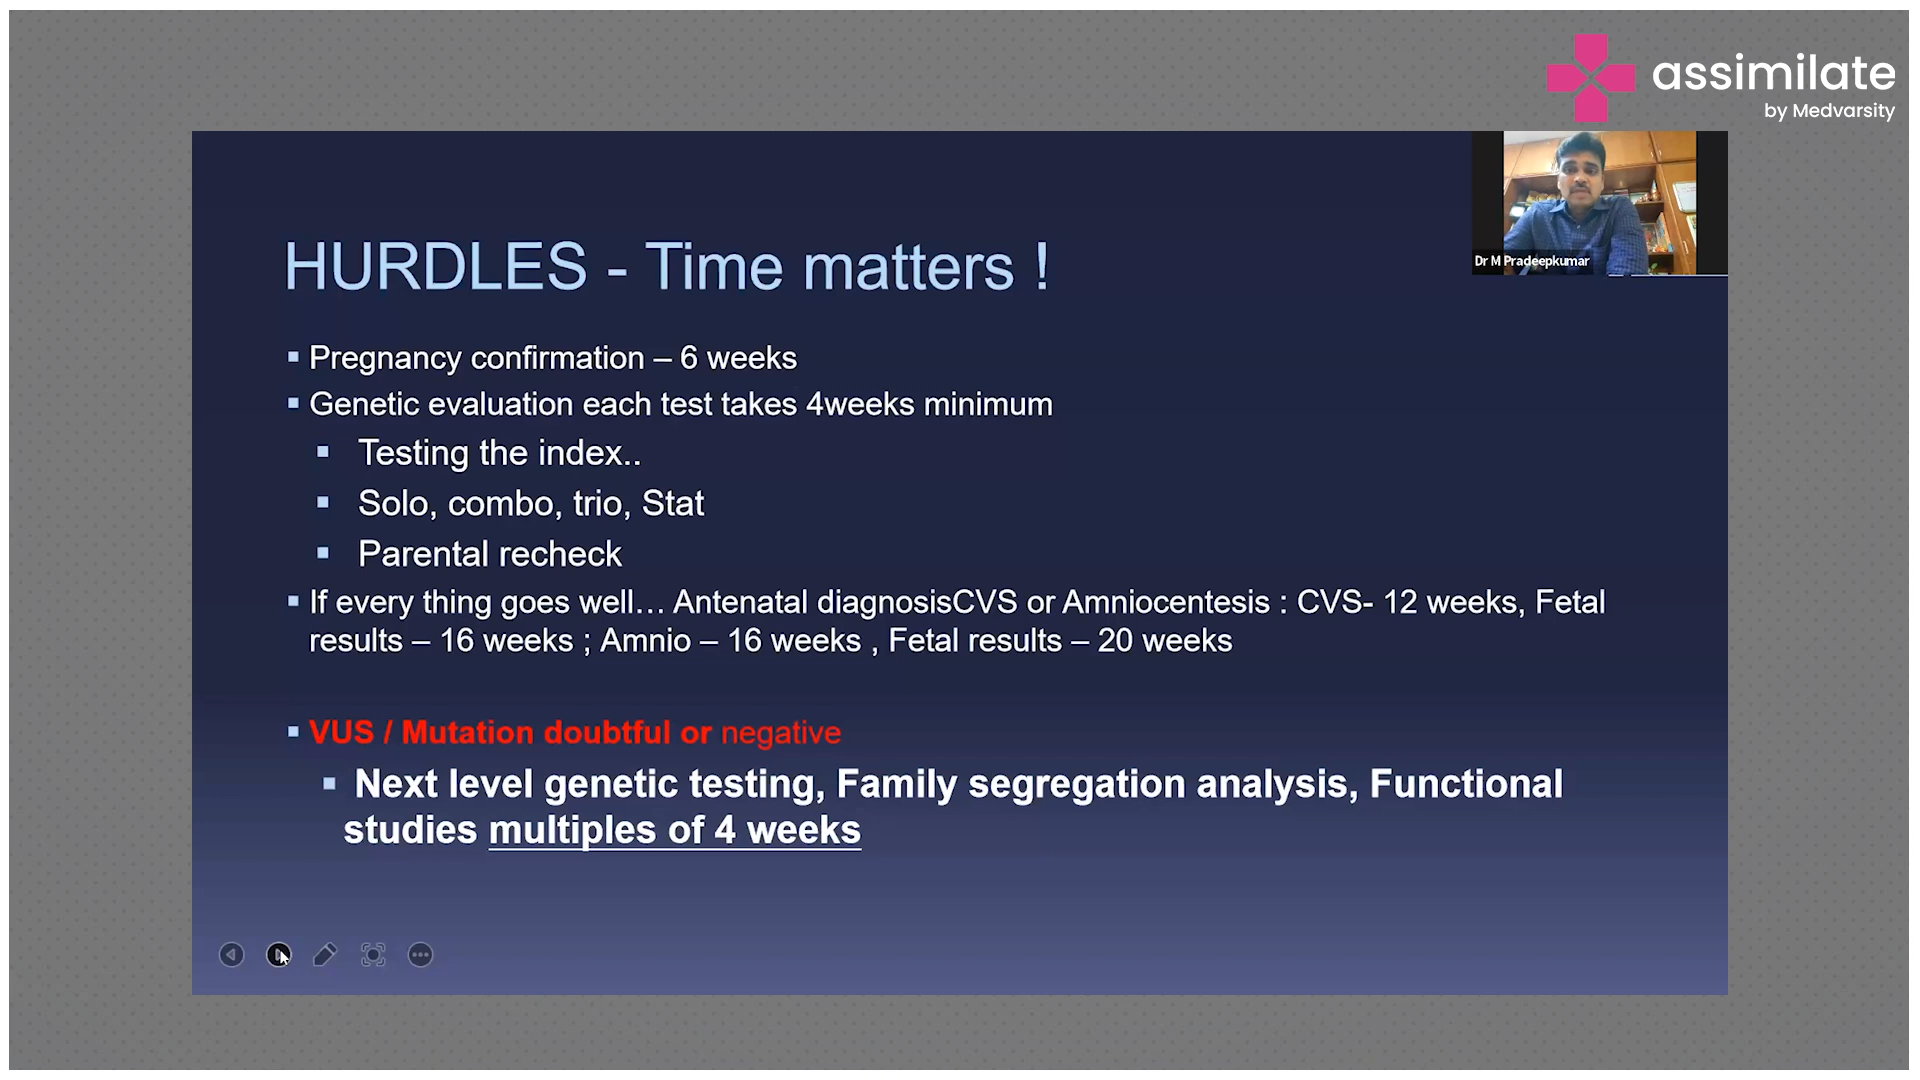 assimilate
by Medvarsity
Dr M Pradeepkumar
HURDLES - Time matters !
Pregnancy confirmation – 6 weeks
Genetic evaluation each test takes 4weeks minimum
Testing the index..
Solo, combo, trio, Stat
Parental recheck
If every thing goes well… Antenatal diagnosisCVS or Amniocentesis : CVS- 12 weeks, Fetal
results – 16 weeks ; Amnio – 16 weeks , Fetal results – 20 weeks
VUS / Mutation doubtful or negative
Next level genetic testing, Family segregation analysis, Functional
studies multiples of 4 weeks